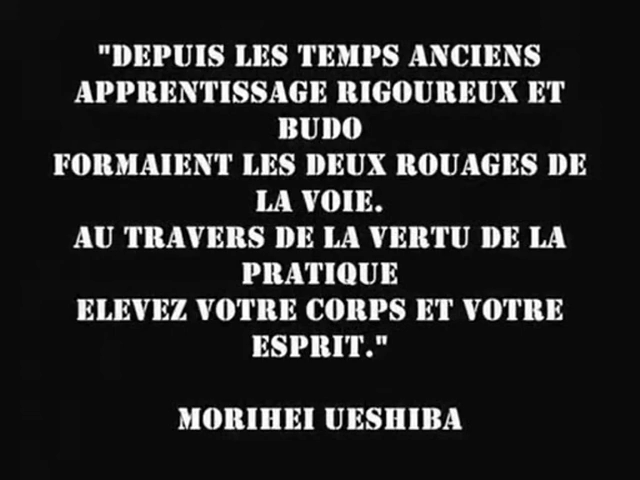 "DEPUIS LES TEMPS ANCIENS
APPRENTISSAGE RIGOUREUX ET
BUDO
FORMAIENT LES DEUX ROUAGES DE
LA VOIE.
AU TRAVERS DE LA VERTU DE LA
PRATIQUE
ELEVEZ VOTRE CORPS ET VOTRE
ESPRIT."
MORIHEI UESHIBA